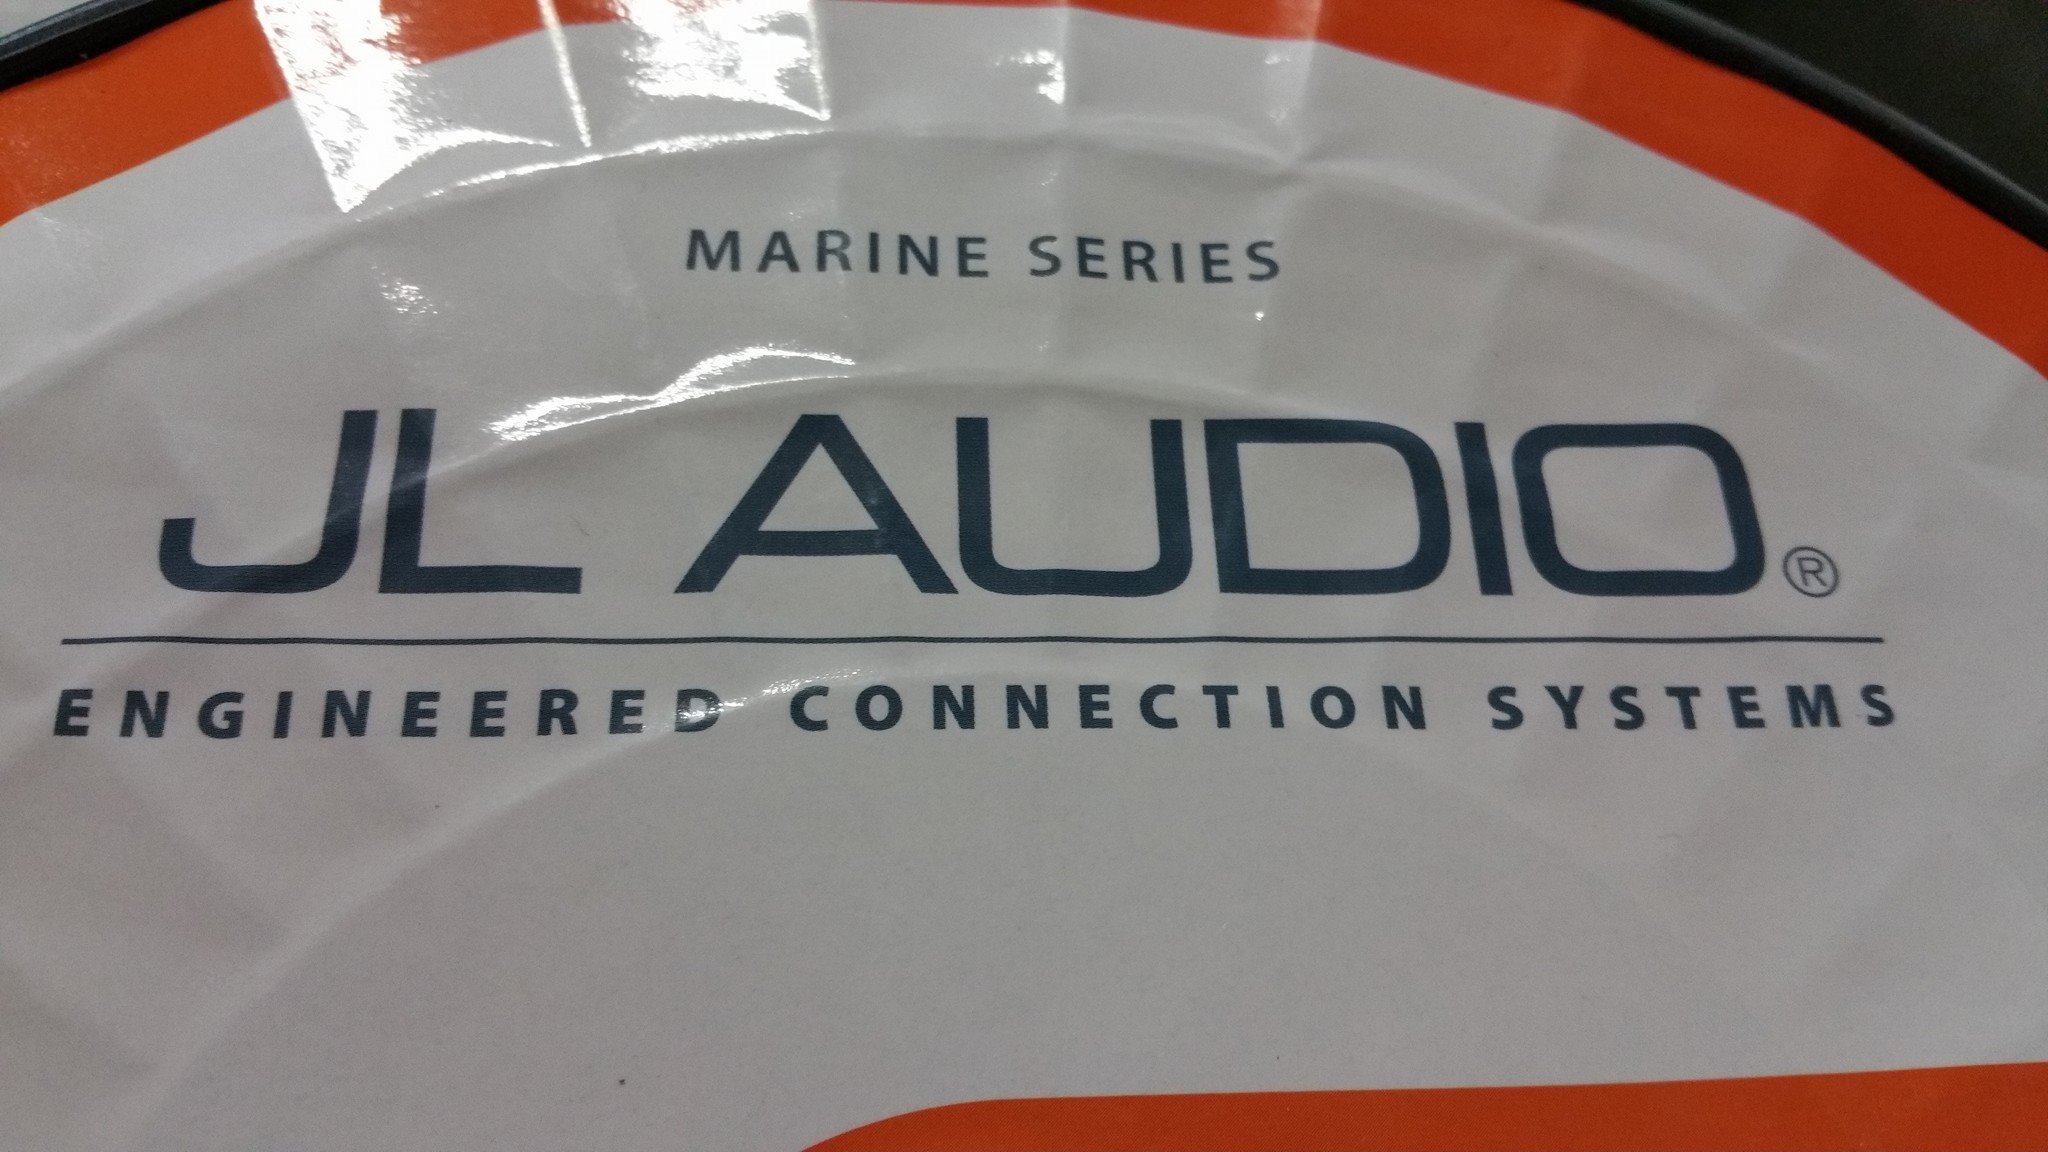 MARINE SERIES
JL AUDIO®
ENGINEERED CONNECTION SYSTEMS